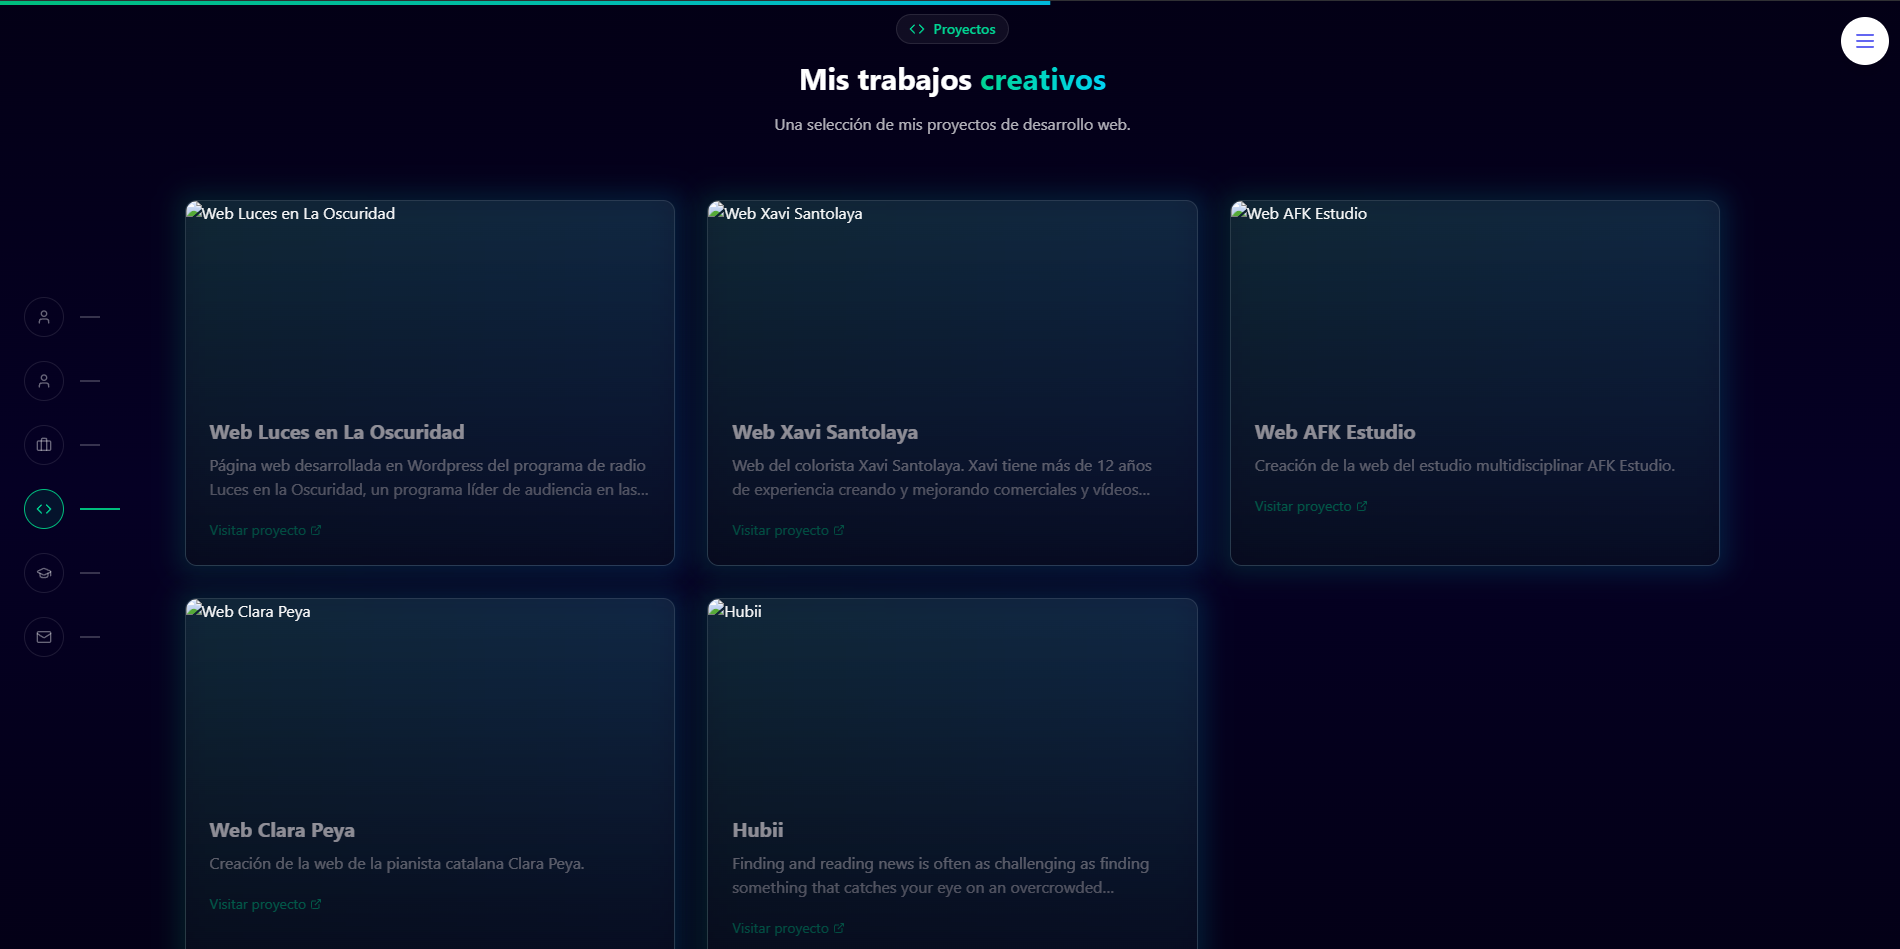 Proyectos
Mis trabajos creativos
Una selección de mis proyectos de desarrollo web.
Web Luces en La Oscuridad
Web Luces en La Oscuridad
Página web desarrollada en Wordpress del programa de radio
Luces en la Oscuridad, un programa líder de audiencia en las...
Visitar proyecto
Web Xavi Santolaya
Web Xavi Santolaya
Web del colorista Xavi Santolaya. Xavi tiene más de 12 años
de experiencia creando y mejorando comerciales y vídeos...
Visitar proyecto
Web AFK Estudio
Web AFK Estudio
Creación de la web del estudio multidisciplinar AFK Estudio.
Visitar proyecto
Web Clara Peya
Web Clara Peya
Creación de la web de la pianista catalana Clara Peya.
Visitar proyecto
Hubii
Hubii
Finding and reading news is often as challenging as finding
something that catches your eye on an overcrowded...
Visitar proyecto